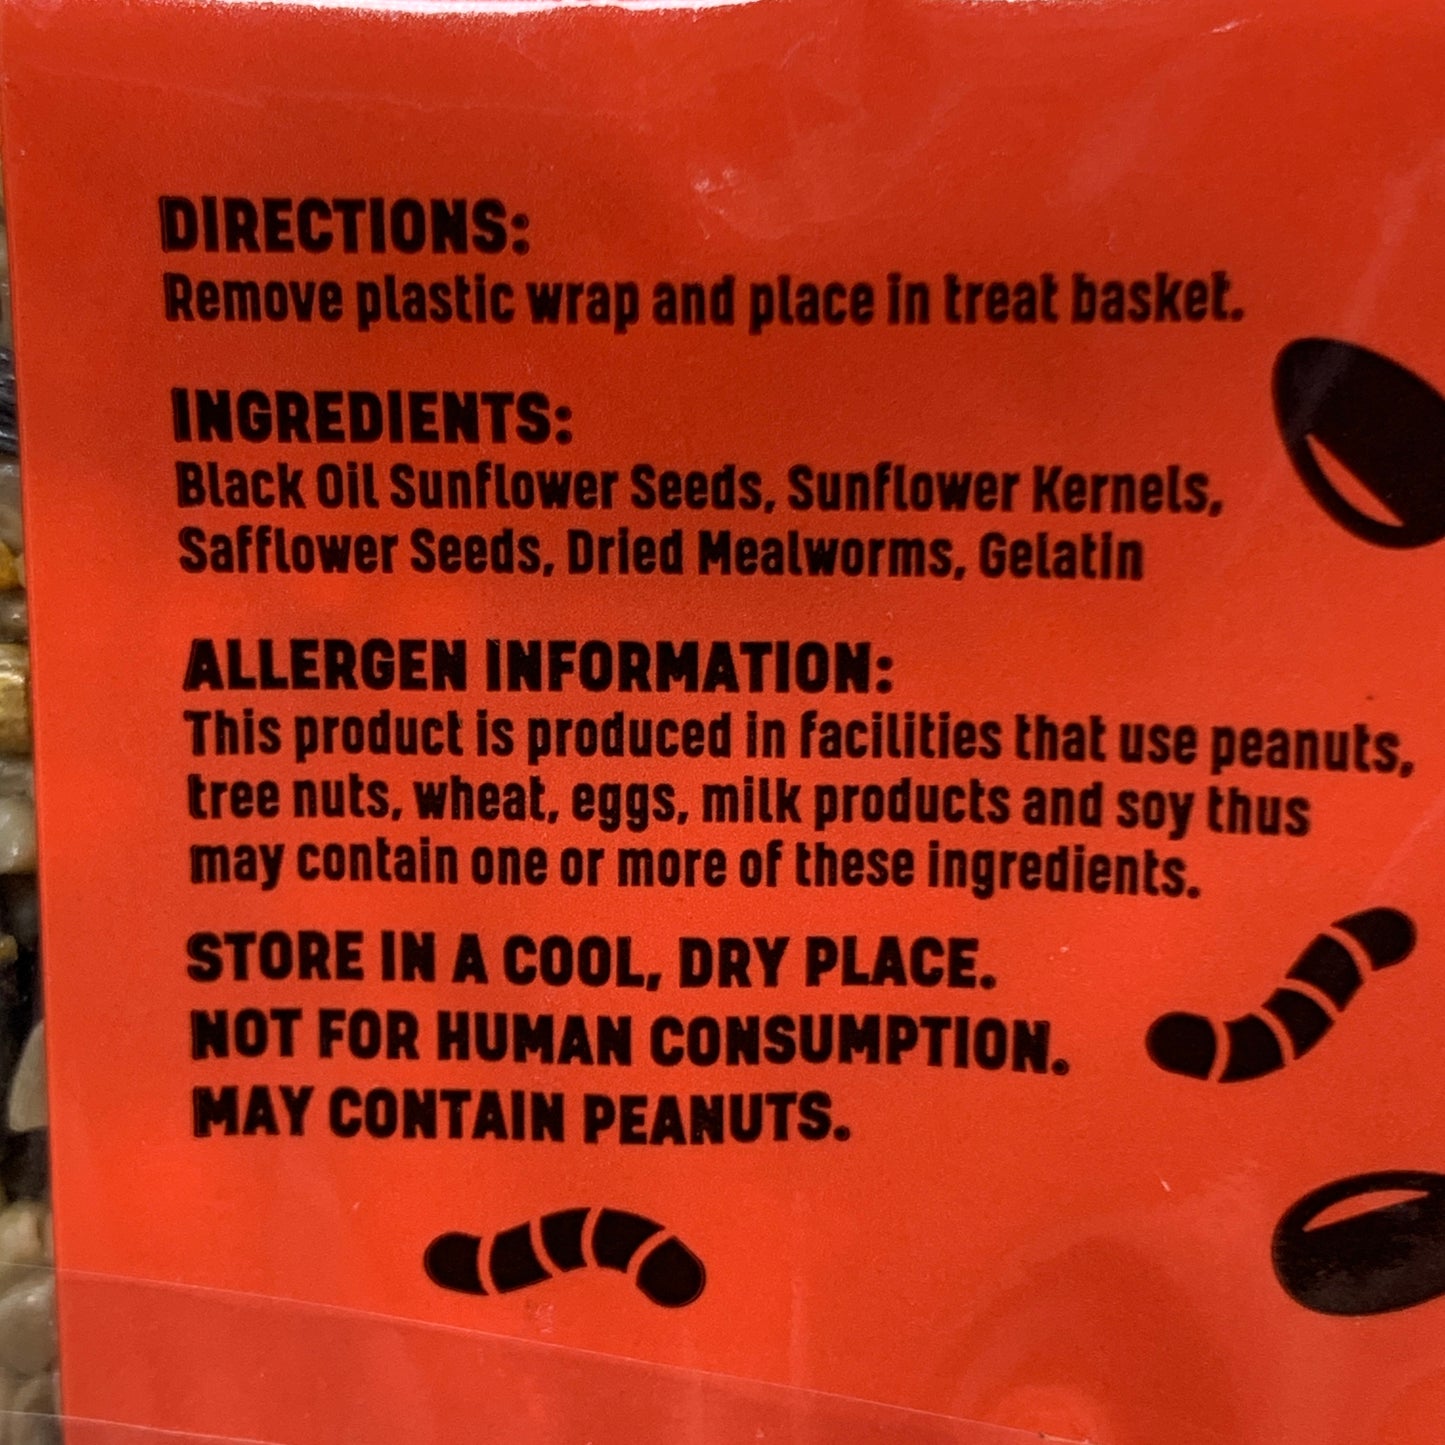 DIRECTIONS:
Remove plastic wrap and place in treat basket.
INGREDIENTS:
Black Oil Sunflower Seeds, Sunflower Kernels,
Safflower Seeds, Dried Mealworms, Gelatin
ALLERGEN INFORMATION:
This product is produced in facilities that use peanuts,
tree nuts, wheat, eggs, milk products and soy thus
may contain one or more of these ingredients.
STORE IN A COOL, DRY PLACE.
NOT FOR HUMAN CONSUMPTION.
MAY CONTAIN PEANUTS.